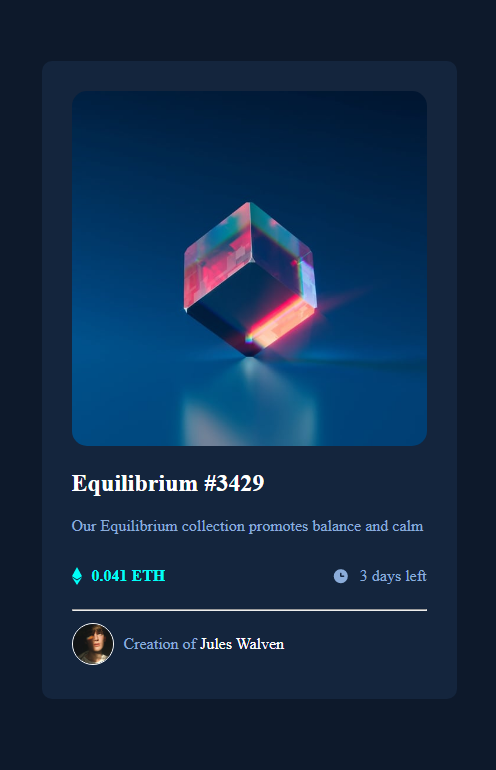 Equilibrium #3429
Our Equilibrium collection promotes balance and calm
0.041 ETH 3 days left
Creation of Jules Walven